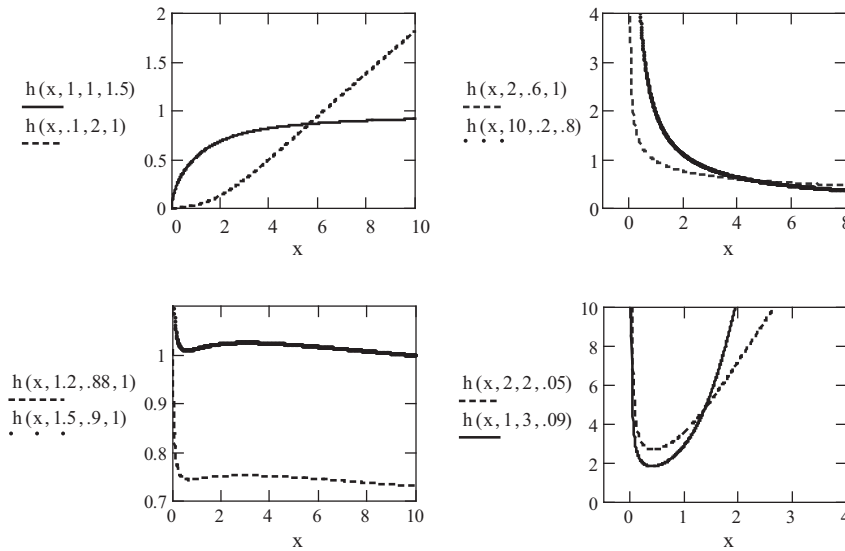 2
1.5
1
0.5
0
0 2 4 6 8 10
x
h(x,1,1,1.5)
h(x,.1,2,1)
4
3
2
1
0
0 2 4 6 8
x
h(x,2,.6,1)
h(x,10,.2,.8)
1
0.9
0.8
0.7
0 2 4 6 8 10
x
h(x,1.2,.88,1)
h(x,1.5,.9,1)
10
8
6
4
2
0 1 2 3 4
x
h(x,2,2,.05)
h(x,1,3,.09)